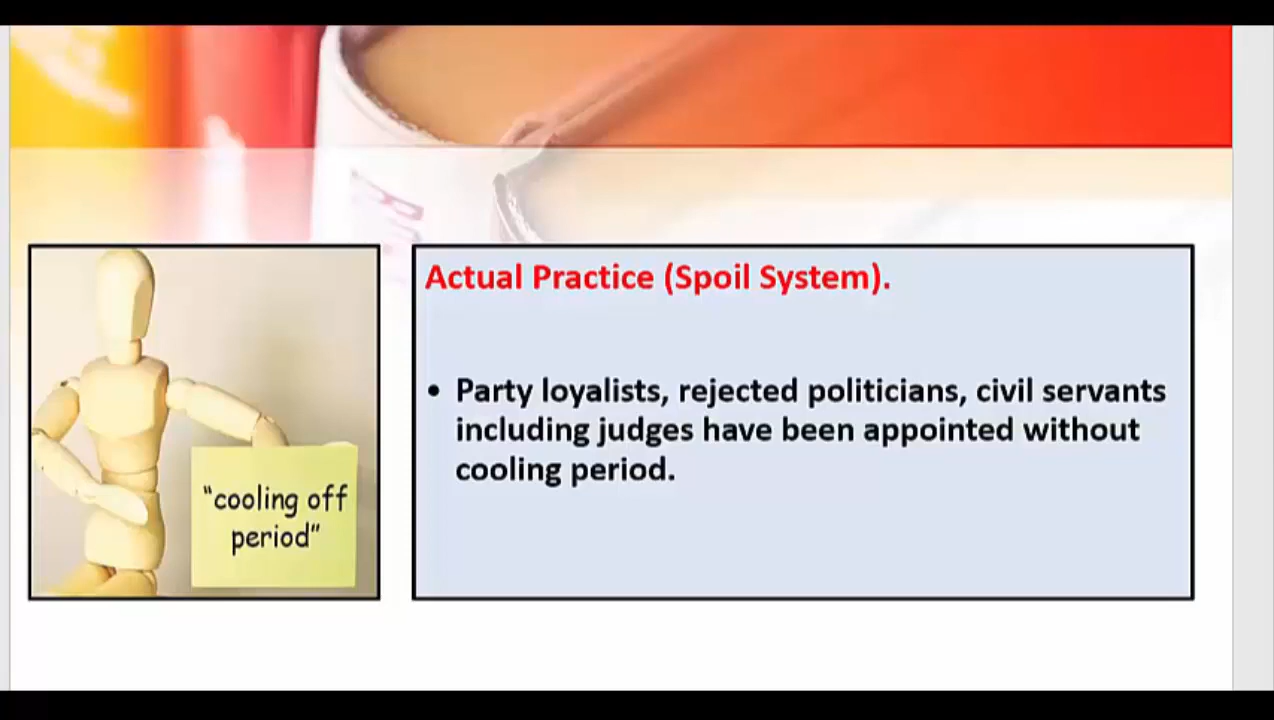 Actual Practice (Spoil System).
• Party loyalists, rejected politicians, civil servants
including judges have been appointed without
cooling period.
"cooling off
period"